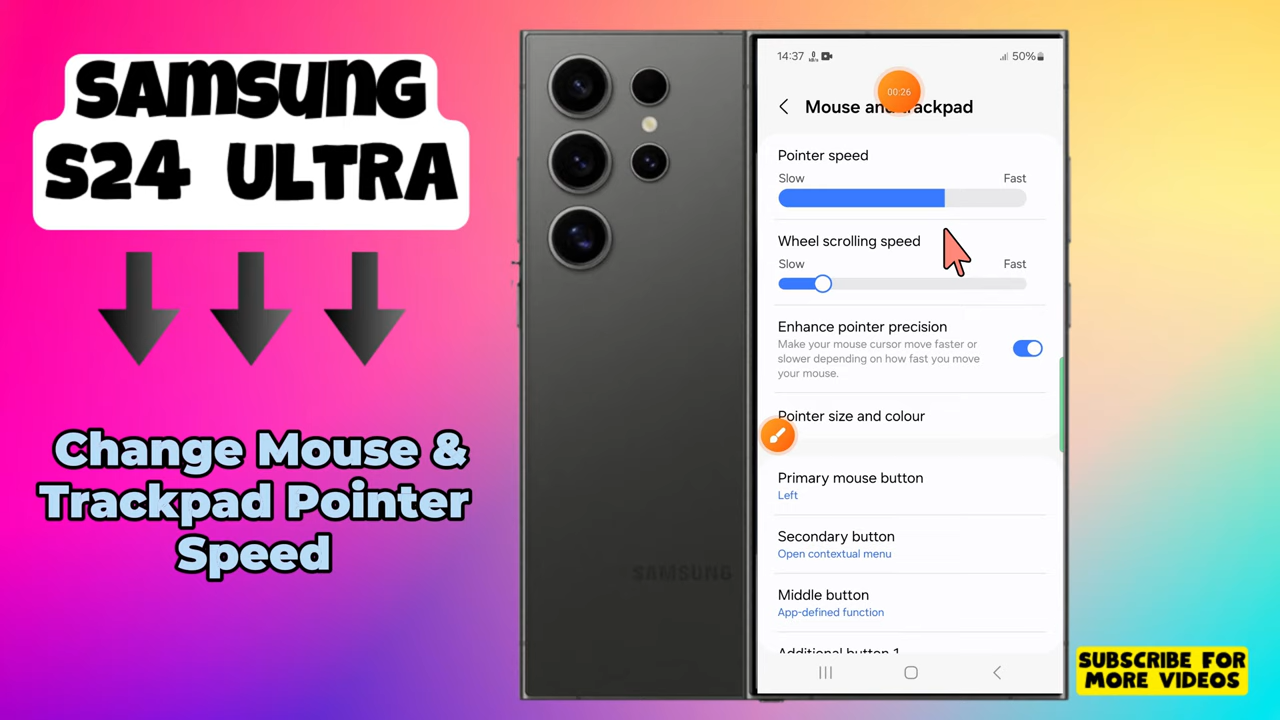 SAMSUNG
S24 ULTRA
Change Mouse &
Trackpad Pointer
Speed
SAMSUNG
14:37
50%
00:26
Mouse and trackpad
Pointer speed
Slow Fast
Wheel scrolling speed
Slow Fast
Enhance pointer precision
Make your mouse cursor move faster or
slower depending on how fast you move
your mouse.
Pointer size and colour
Primary mouse button
Left
Secondary button
Open contextual menu
Middle button
App-defined function
Additional button 1
SUBSCRIBE FOR
MORE VIDEOS